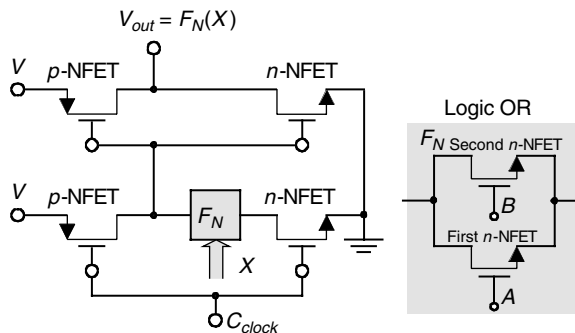 V_out = F_N(X)
V
p-NFET
n-NFET
V
p-NFET
F_N
n-NFET
X
C_clock
Logic OR
F_N Second n-NFET
B
First n-NFET
A